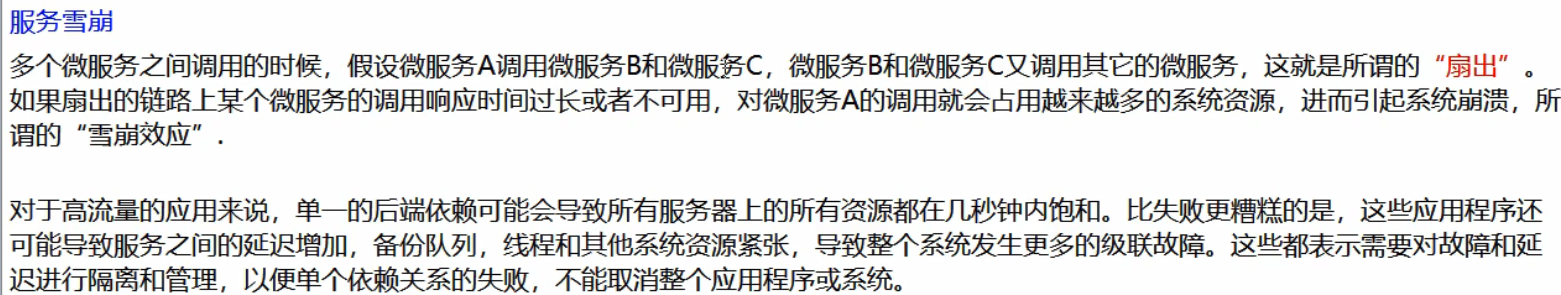 服务雪崩
多个微服务之间调用的时候，假设微服务A调用微服务B和微服务C，微服务B和微服务C又调用其它的微服务，这就是所谓的“扇出”。
如果扇出的链路上某个微服务的调用响应时间过长或者不可用，对微服务A的调用就会占用越来越多的系统资源，进而引起系统崩溃，所
谓的“雪崩效应”.
对于高流量的应用来说，单一的后端依赖可能会导致所有服务器上的所有资源都在几秒钟内饱和。比失败更糟糕的是，这些应用程序还
可能导致服务之间的延迟增加，备份队列，线程和其他系统资源紧张，导致整个系统发生更多的级联故障。这些都表示需要对故障和延
迟进行隔离和管理，以便单个依赖关系的失败，不能取消整个应用程序或系统。